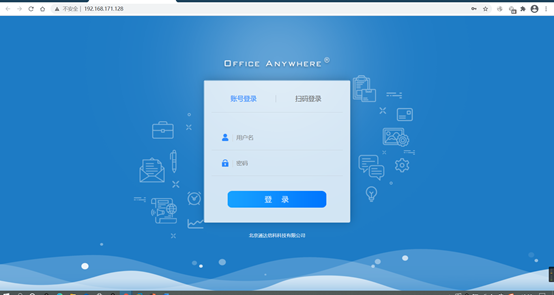 不安全 | 192.168.171.128
OFFICE ANYWHERE®
账号登录
扫码登录
用户名
密码
登 录
北京通达信科科技有限公司